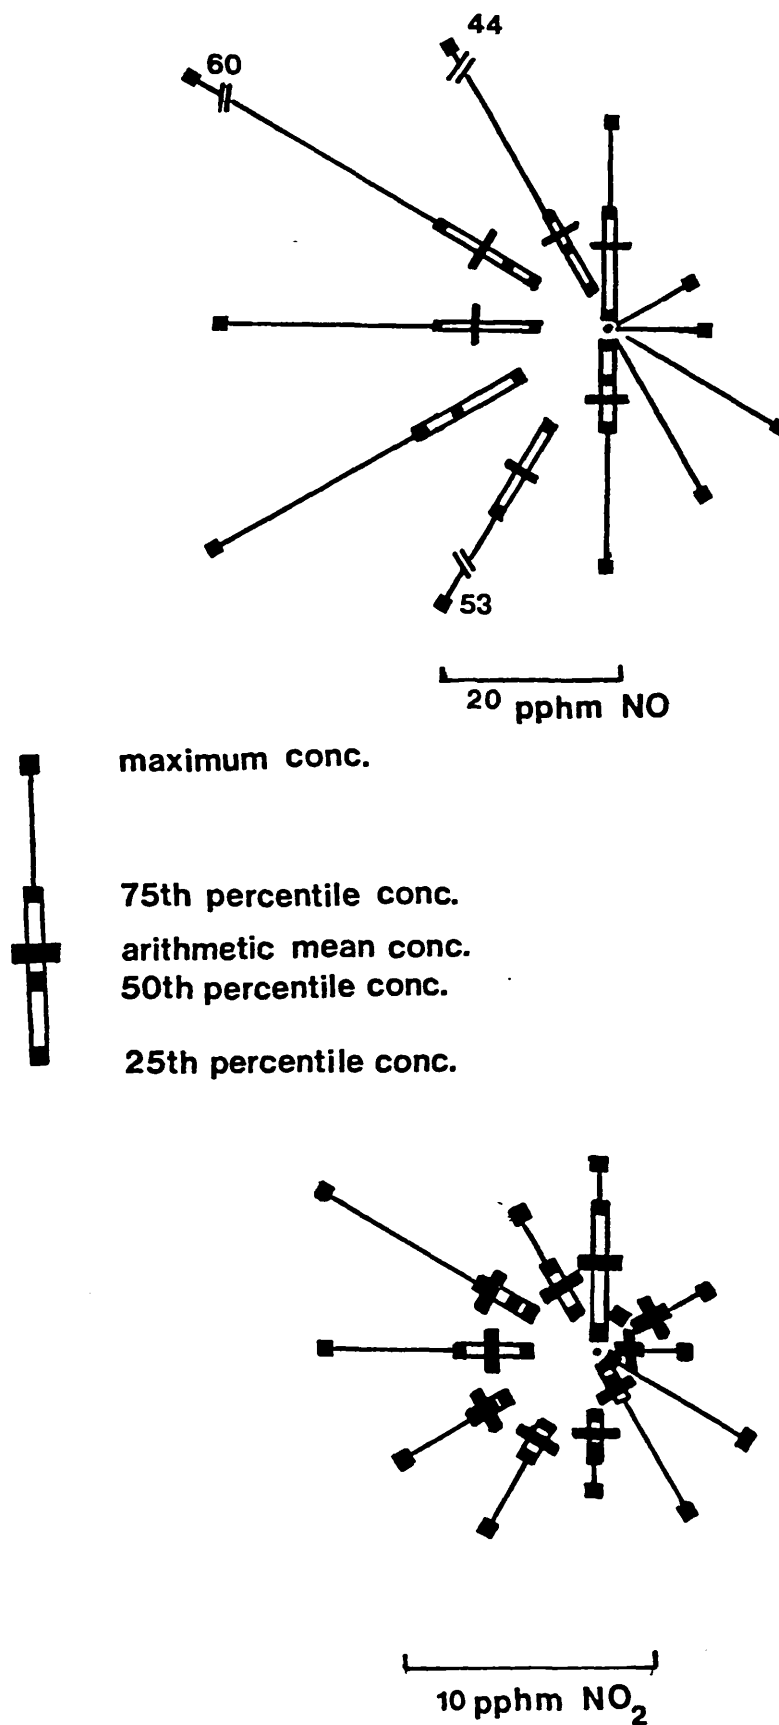 44
60
53
20 pphm NO
maximum conc.
75th percentile conc.
arithmetic mean conc.
50th percentile conc.
25th percentile conc.
10 pphm NO₂